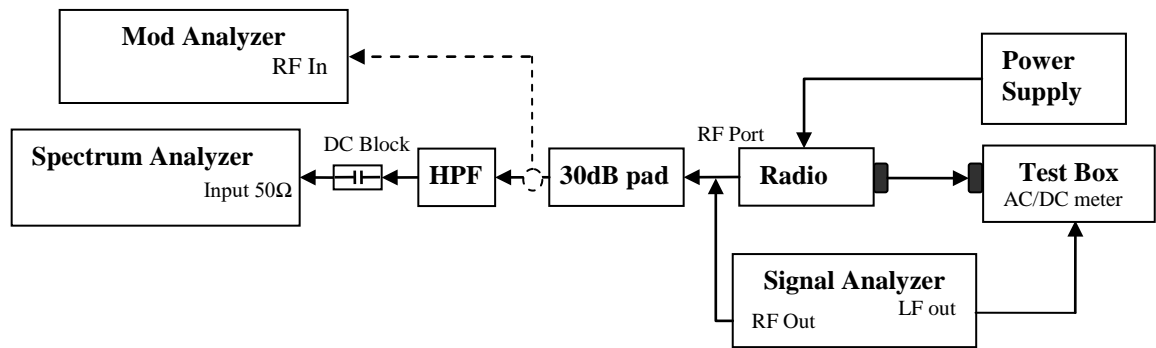 Mod Analyzer
RF In
Power
Supply
DC Block
RF Port
Spectrum Analyzer
Input 50Ω
HPF
30dB pad
Radio
Test Box
AC/DC meter
Signal Analyzer
RF Out
LF out